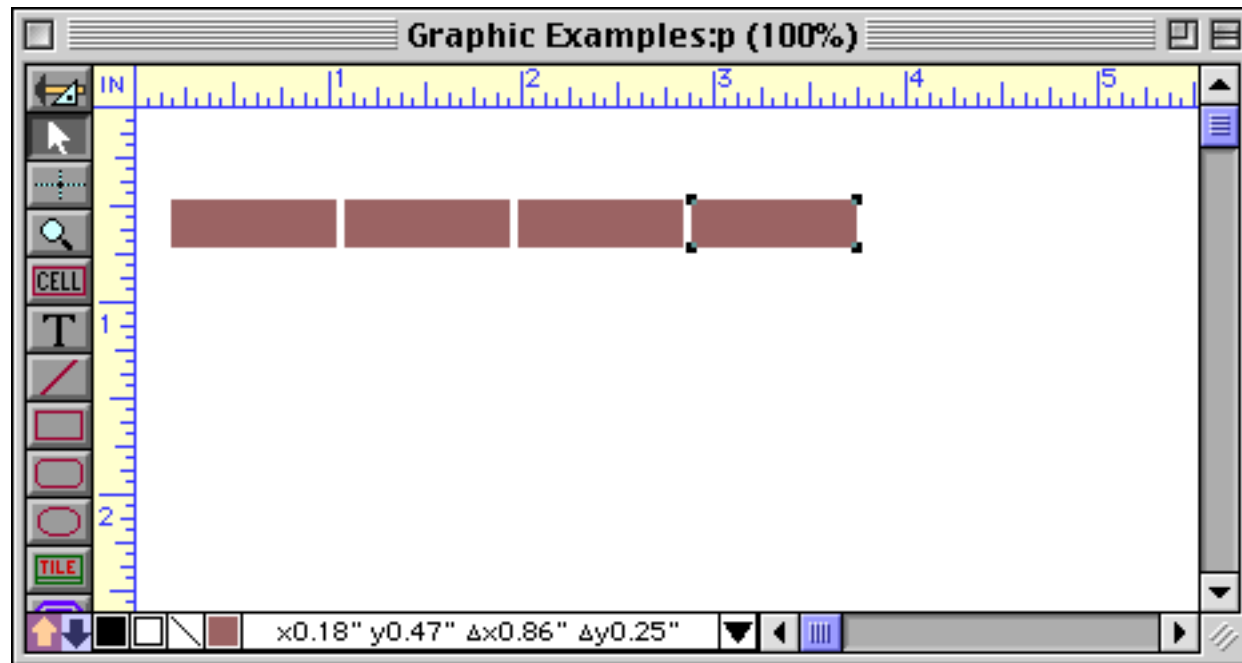 Graphic Examples:p (100%)
IN 1 2 3 4 5
CELL
T
1
2
TILE
x0.18" y0.47" Δx0.86" Δy0.25"